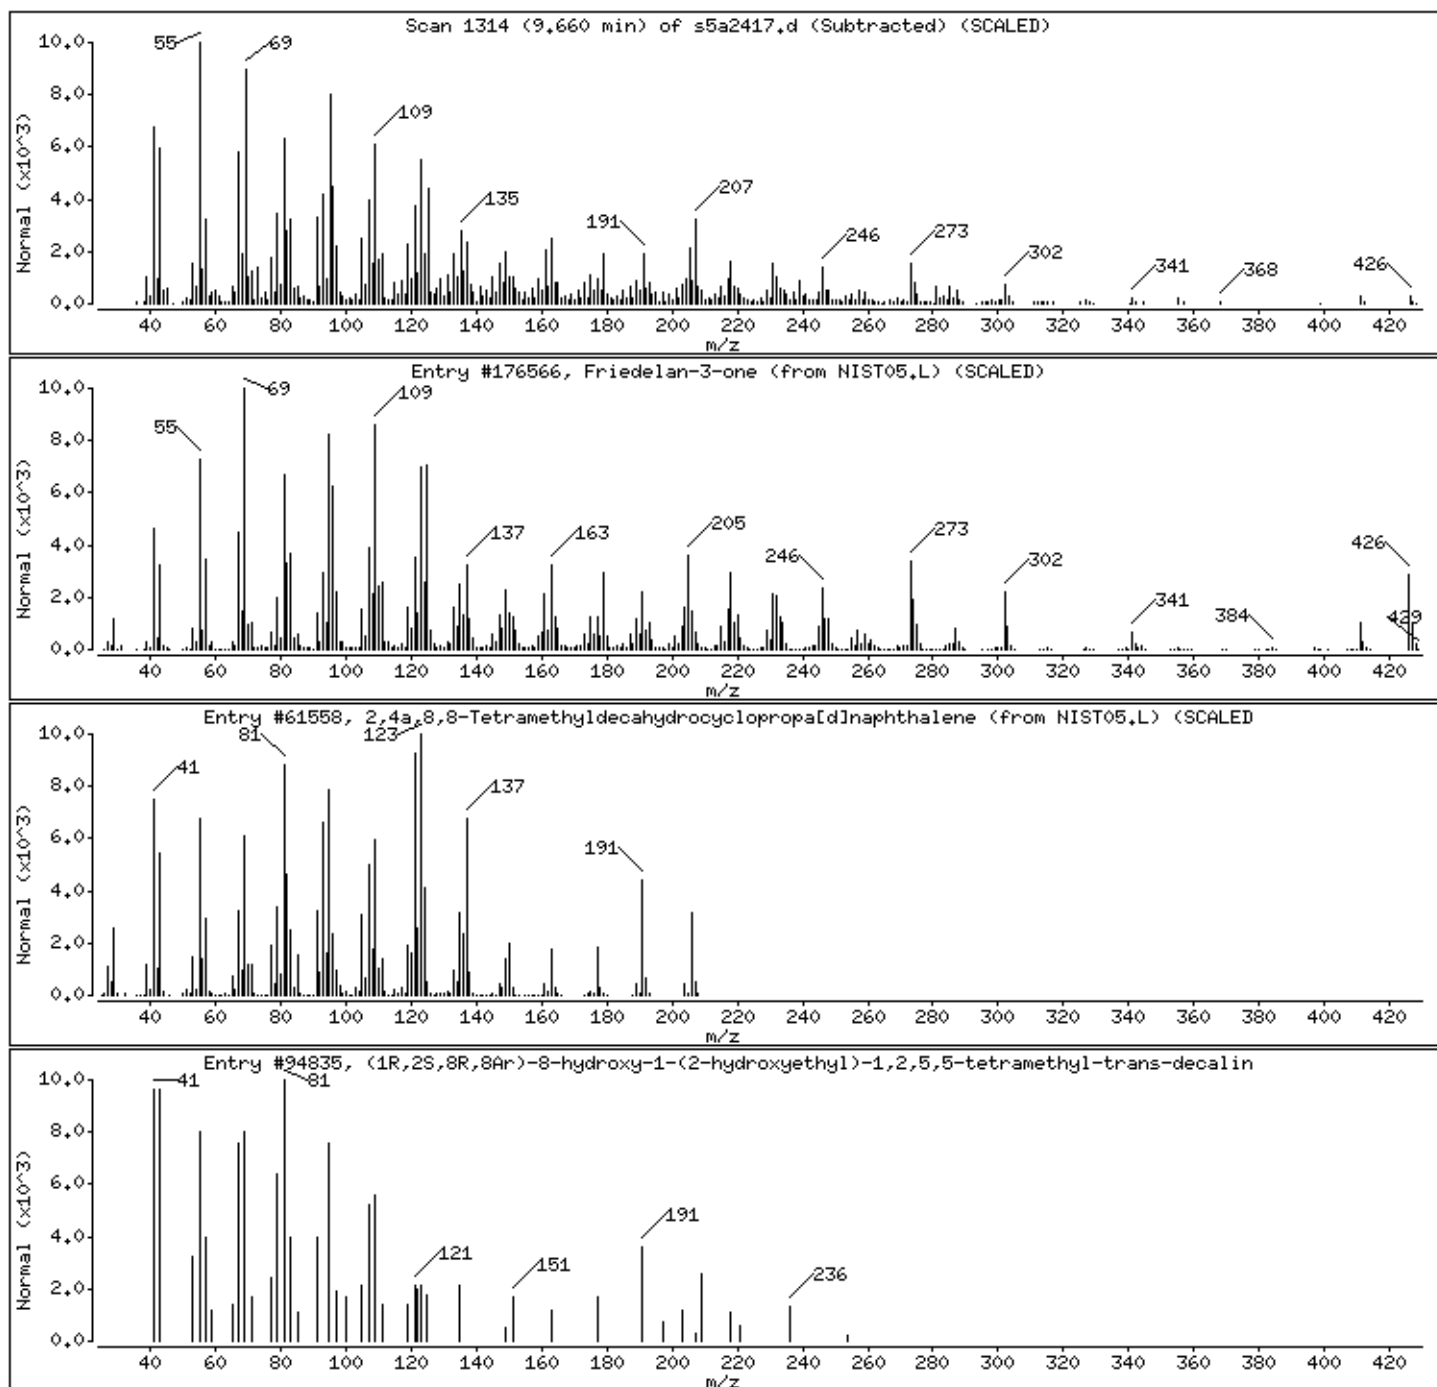 Scan 1314 (9.660 min) of s5a2417.d (Subtracted) (SCALED)
Normal (x10^3)
10.0
8.0
6.0
4.0
2.0
0.0
55 69 109 135 191 207 246 273 302 341 368 426
40 60 80 100 120 140 160 180 200 220 240 260 280 300 320 340 360 380 400 420
m/z
Entry #176566, Friedelan-3-one (from NIST05.L) (SCALED)
Normal (x10^3)
10.0
8.0
6.0
4.0
2.0
0.0
55 69 109 137 163 205 246 273 302 341 384 426 429
40 60 80 100 120 140 160 180 200 220 240 260 280 300 320 340 360 380 400 420
m/z
Entry #61558, 2,4a,8,8-Tetramethyldecahydrocyclopropa[d]naphthalene (from NIST05.L) (SCALED
Normal (x10^3)
10.0
8.0
6.0
4.0
2.0
0.0
41 81 123 137 191
40 60 80 100 120 140 160 180 200 220 240 260 280 300 320 340 360 380 400 420
m/z
Entry #94835, (1R,2S,8R,8Ar)-8-hydroxy-1-(2-hydroxyethyl)-1,2,5,5-tetramethyl-trans-decalin
Normal (x10^3)
10.0
8.0
6.0
4.0
2.0
0.0
41 81 121 151 191 236
40 60 80 100 120 140 160 180 200 220 240 260 280 300 320 340 360 380 400 420
m/z